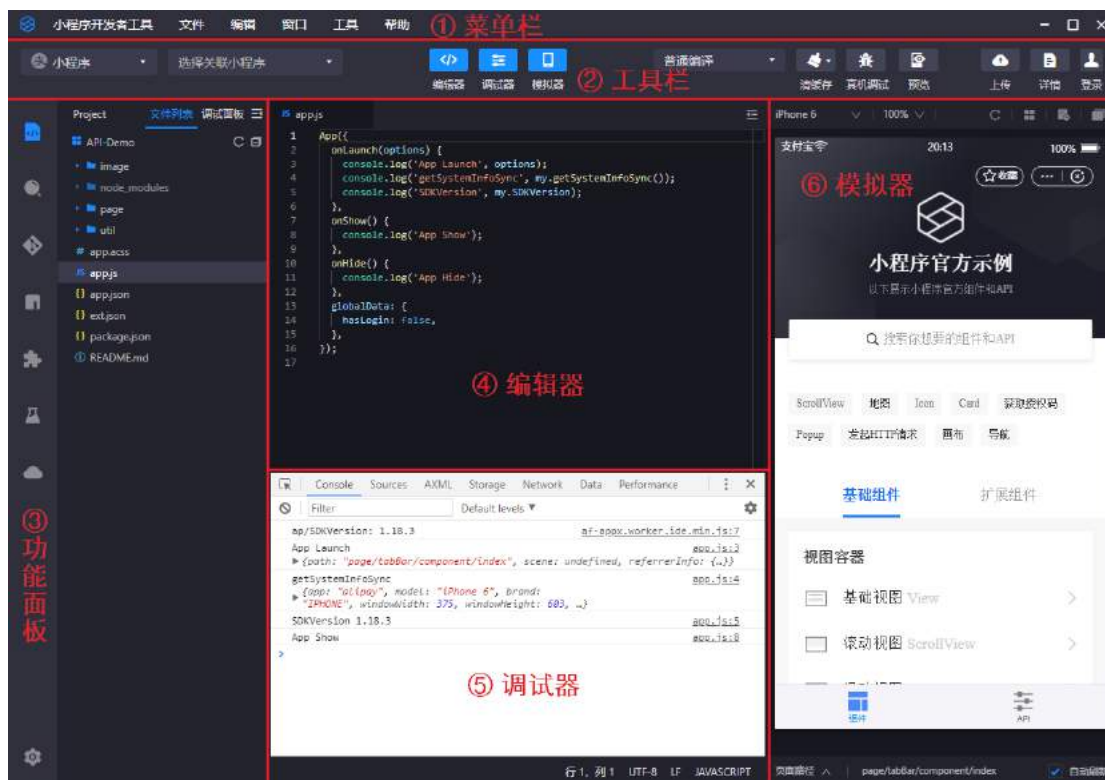 小程序开发者工具 文件 编辑 窗口 工具 帮助
① 菜单栏
小程序 选择关联小程序
编辑器 调试器 模拟器
② 工具栏
普通编译
清缓存 真机调试 预览 上传 详情 登录
③ 功能面板
Project 文件列表 调试面板
API-Demo
image
node_modules
page
util
app.acss
app.js
app.json
ext.json
package.json
README.md
JS app.js
1 App({
2 onLaunch(options) {
3 console.log('App Launch', options);
4 console.log('getSystemInfoSync', my.getSystemInfoSync());
5 console.log('SDKVersion', my.SDKVersion);
6 },
7 onShow() {
8 console.log('App Show');
9 },
10 onHide() {
11 console.log('App Hide');
12 },
13 globalData: {
14 hasLogin: false,
15 },
16 });
17
④ 编辑器
Console Sources AXML Storage Network Data Performance
Filter Default levels ▼
ap/SDKVersion: 1.18.3 af-appx.worker.ide.min.js:7
App Launch app.js:3
▶ {path: "page/tabBar/component/index", scene: undefined, referrerInfo: {…}}
getSystemInfoSync app.js:4
▶ {app: "alipay", model: "iPhone 6", brand:
"IPHONE", windowWidth: 375, windowHeight: 603, …}
SDKVersion 1.18.3 app.js:5
App Show app.js:8
>
⑤ 调试器
行 1, 列 1 UTF-8 LF JAVASCRIPT
iPhone 6 100%
支付宝 20:13 100%
收藏
⑥ 模拟器
小程序官方示例
以下展示小程序官方组件和API
搜索你想要的组件和API
ScrollView 地图 Icon Card 获取授权码
Popup 发起HTTP请求 画布 导航
基础组件 扩展组件
视图容器
基础视图 View
滚动视图 ScrollView
组件 API
页面路径 page/tabBar/component/index